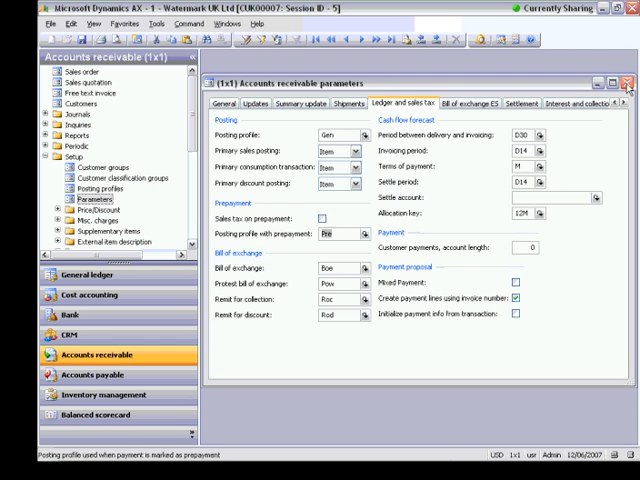 Microsoft Dynamics AX - 1 - Watermark UK Ltd [CUK00007: Session ID - 5]
Currently Sharing
File Edit View Favorites Tools Command Windows Help
Accounts receivable (1x1)
(1x1) Accounts receivable parameters
Sales order
Sales quotation
Free text invoice
Customers
Journals
Inquiries
Reports
Periodic
Setup
Customer groups
Customer classification groups
Posting profiles
Parameters
Price/Discount
Misc. charges
Supplementary items
External item description
General ledger
Cost accounting
Bank
CRM
Accounts receivable
Accounts payable
Inventory management
Balanced scorecard
General Updates Summary update Shipments Ledger and sales tax Bill of exchange ES Settlement Interest and collectio
Posting
Posting profile: Gen
Primary sales posting: Item
Primary consumption transaction: Item
Primary discount posting: Item
Prepayment
Sales tax on prepayment:
Posting profile with prepayment: Pre
Bill of exchange
Bill of exchange: Boe
Protest bill of exchange: Pow
Remit for collection: Roc
Remit for discount: Rod
Cash flow forecast
Period between delivery and invoicing: D30
Invoicing period: D14
Terms of payment: M
Settle period: D14
Settle account:
Allocation key: 12M
Payment
Customer payments, account length: 0
Payment proposal
Mixed Payment:
Create payment lines using invoice number:
Initialize payment info from transaction:
Posting profile used when payment is marked as prepayment
USD 1x1 usr Admin 12/06/2007